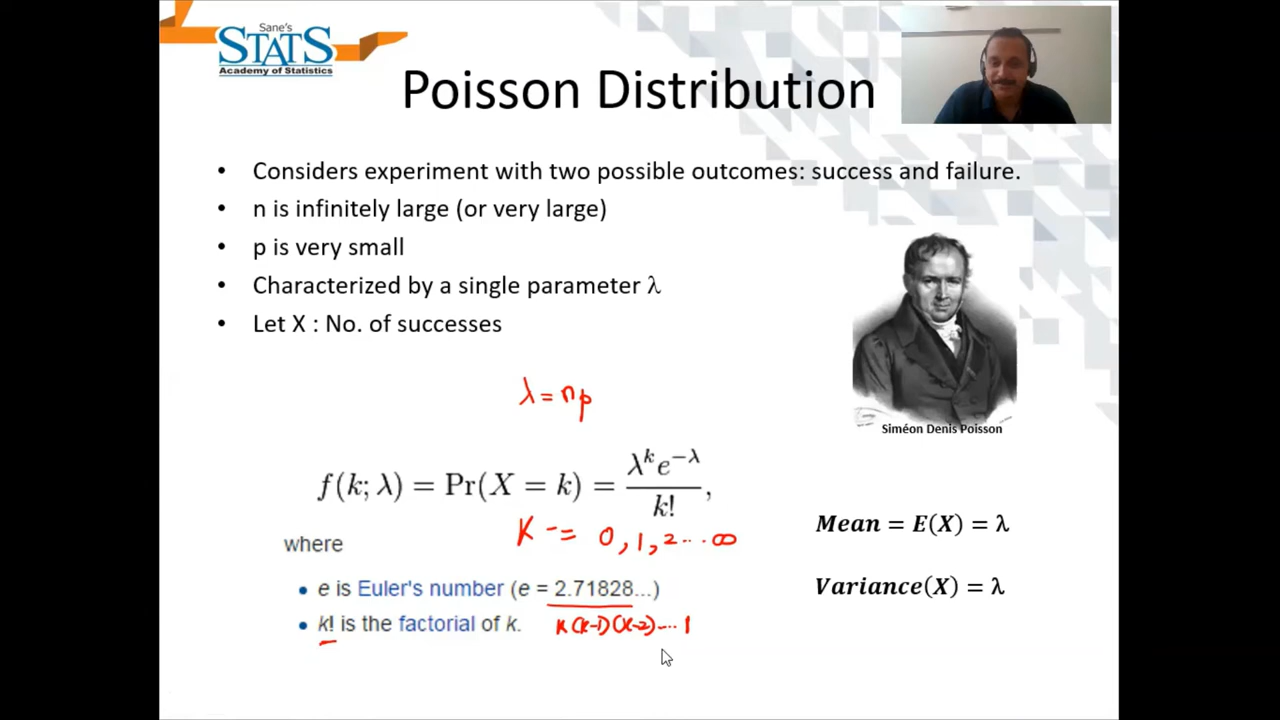 Sane's
STATS
Academy of Statistics
Poisson Distribution
• Considers experiment with two possible outcomes: success and failure.
• n is infinitely large (or very large)
• p is very small
• Characterized by a single parameter λ
• Let X : No. of successes
λ = np
Siméon Denis Poisson
f(k; λ) = Pr(X = k) = λ^k e^{−λ} / k!,
K = 0, 1, 2 ... ∞
Mean = E(X) = λ
where
Variance(X) = λ
• e is Euler's number (e = 2.71828...)
• k! is the factorial of k. k(k-1)(k-2)....1